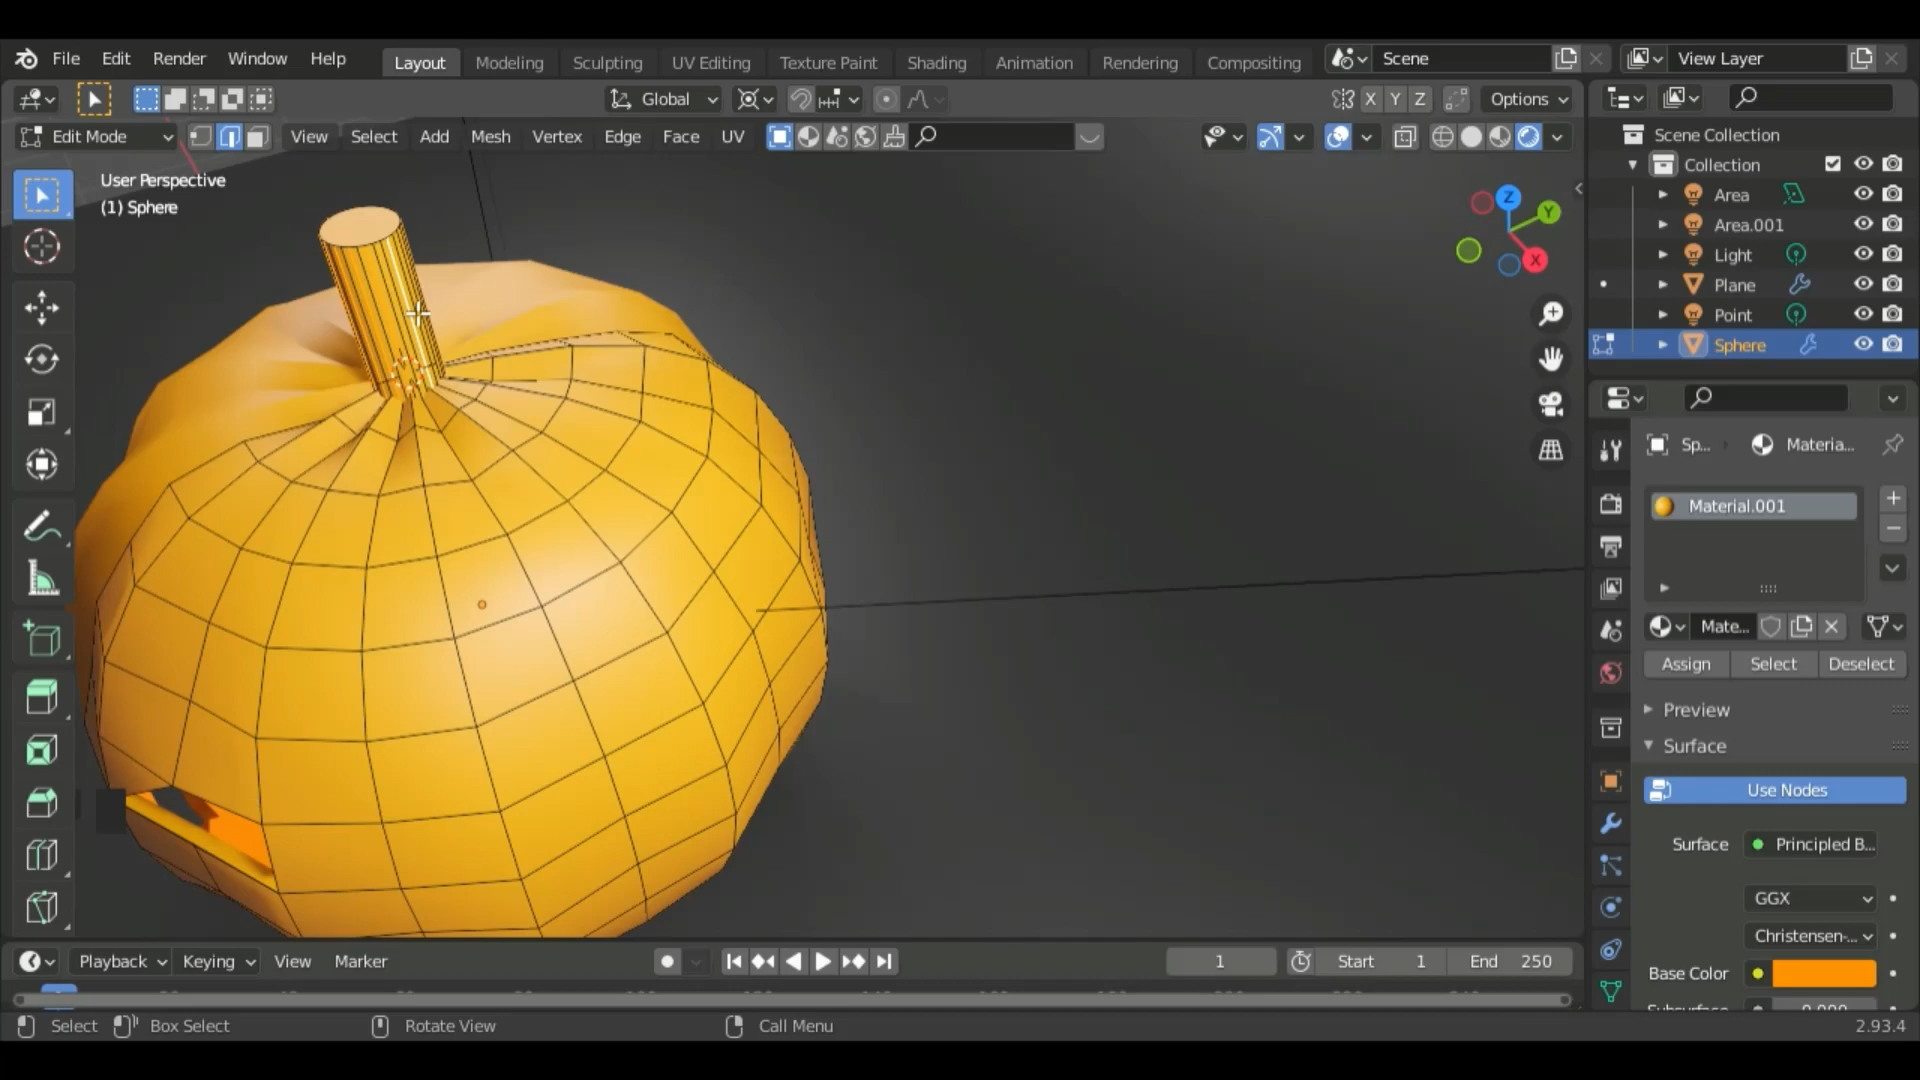 File Edit Render Window Help Layout Modeling Sculpting UV Editing Texture Paint Shading Animation Rendering Compositing Scene View Layer
Global X Y Z Options
Edit Mode View Select Add Mesh Vertex Edge Face UV
User Perspective
(1) Sphere
Z
Y
X
Scene Collection
Collection
Area
Area.001
Light
Plane
Point
Sphere
Sp... Materia...
Material.001
Mate...
Assign Select Deselect
Preview
Surface
Use Nodes
Surface Principled B...
GGX
Christensen-...
Base Color
Playback Keying View Marker 1 Start 1 End 250
Select Box Select Rotate View Call Menu 2.93.4